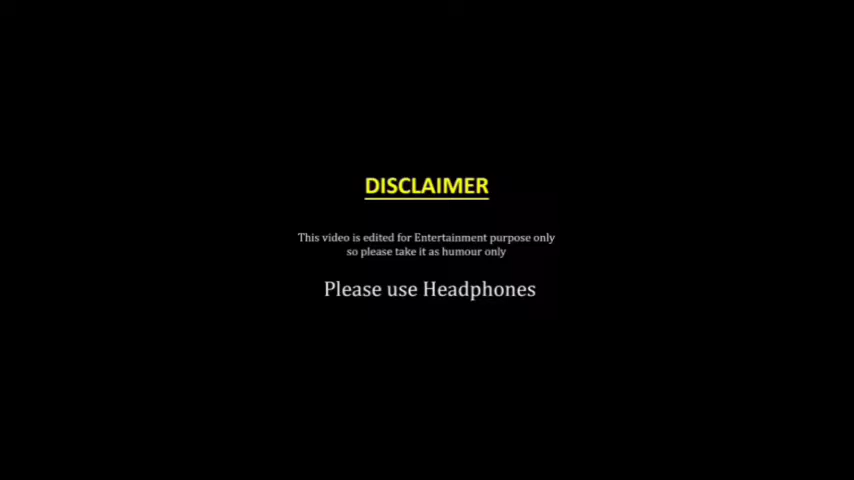 DISCLAIMER
This video is edited for Entertainment purpose only
so please take it as humour only
Please use Headphones